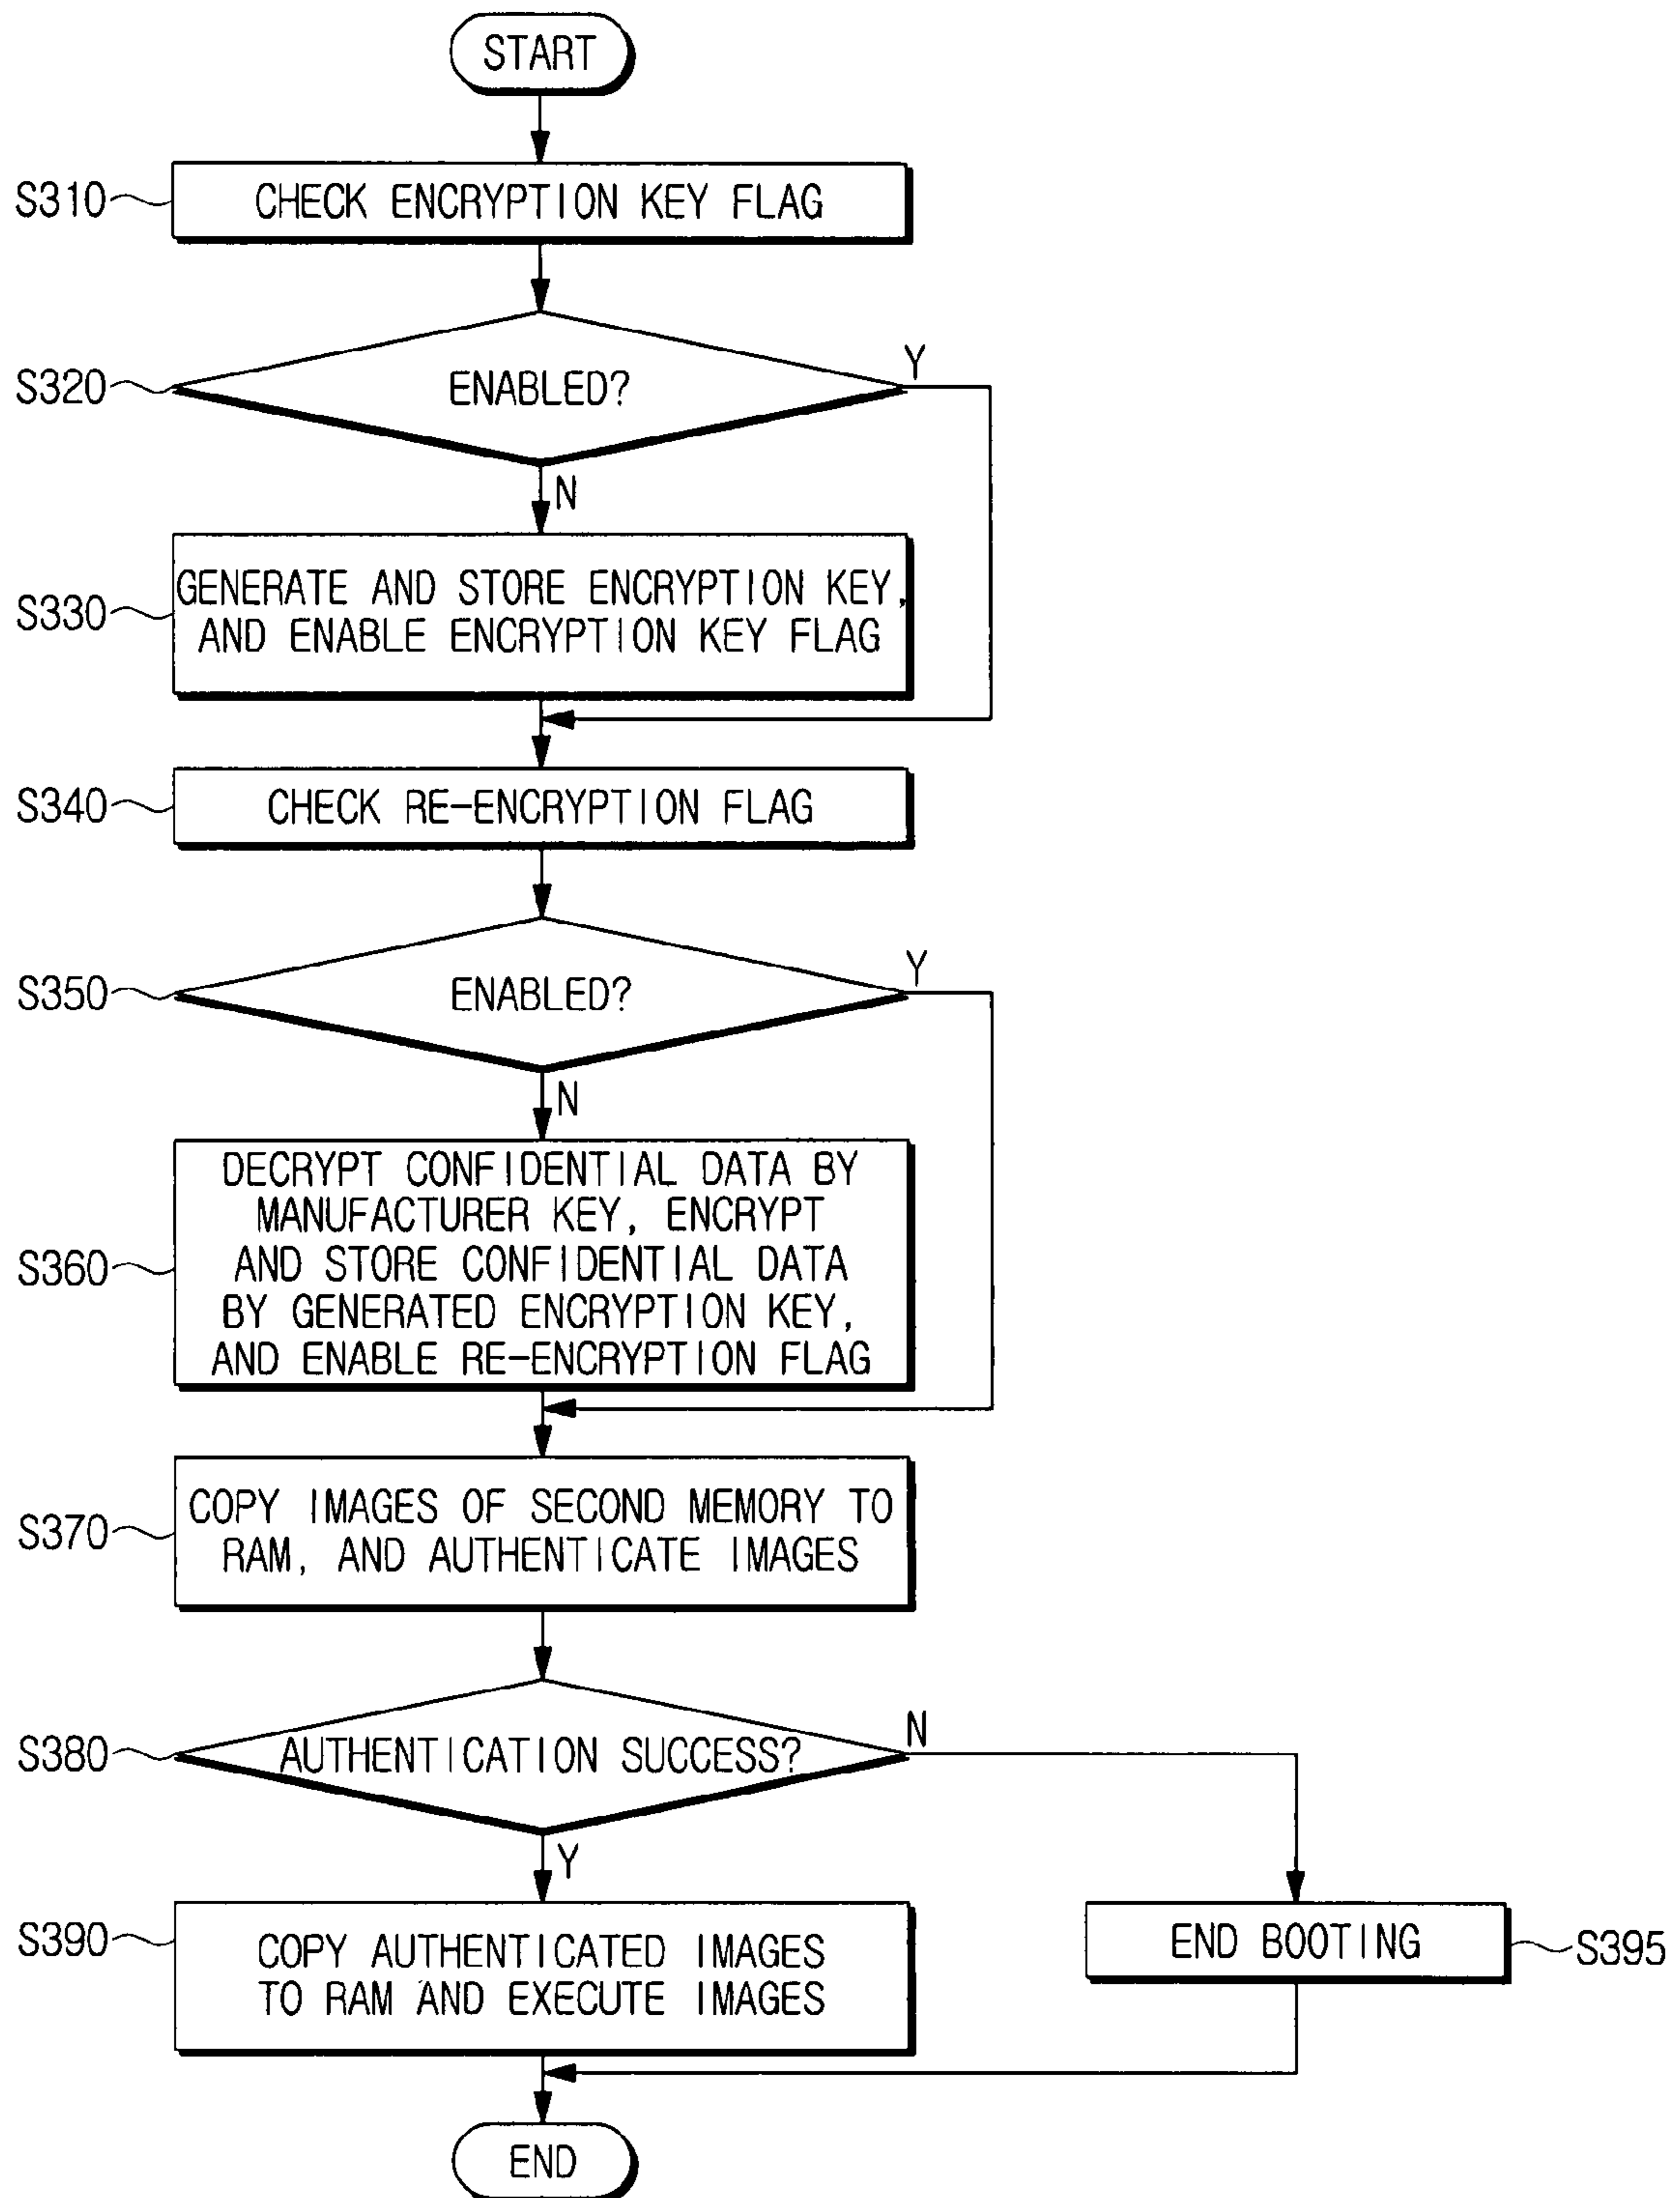 START
S310
CHECK ENCRYPTION KEY FLAG
S320
ENABLED?
Y
N
S330
GENERATE AND STORE ENCRYPTION KEY,
AND ENABLE ENCRYPTION KEY FLAG
S340
CHECK RE-ENCRYPTION FLAG
S350
ENABLED?
Y
N
S360
DECRYPT CONFIDENTIAL DATA BY
MANUFACTURER KEY, ENCRYPT
AND STORE CONFIDENTIAL DATA
BY GENERATED ENCRYPTION KEY,
AND ENABLE RE-ENCRYPTION FLAG
S370
COPY IMAGES OF SECOND MEMORY TO
RAM, AND AUTHENTICATE IMAGES
S380
AUTHENTICATION SUCCESS?
N
Y
S390
COPY AUTHENTICATED IMAGES
TO RAM AND EXECUTE IMAGES
END BOOTING
S395
END